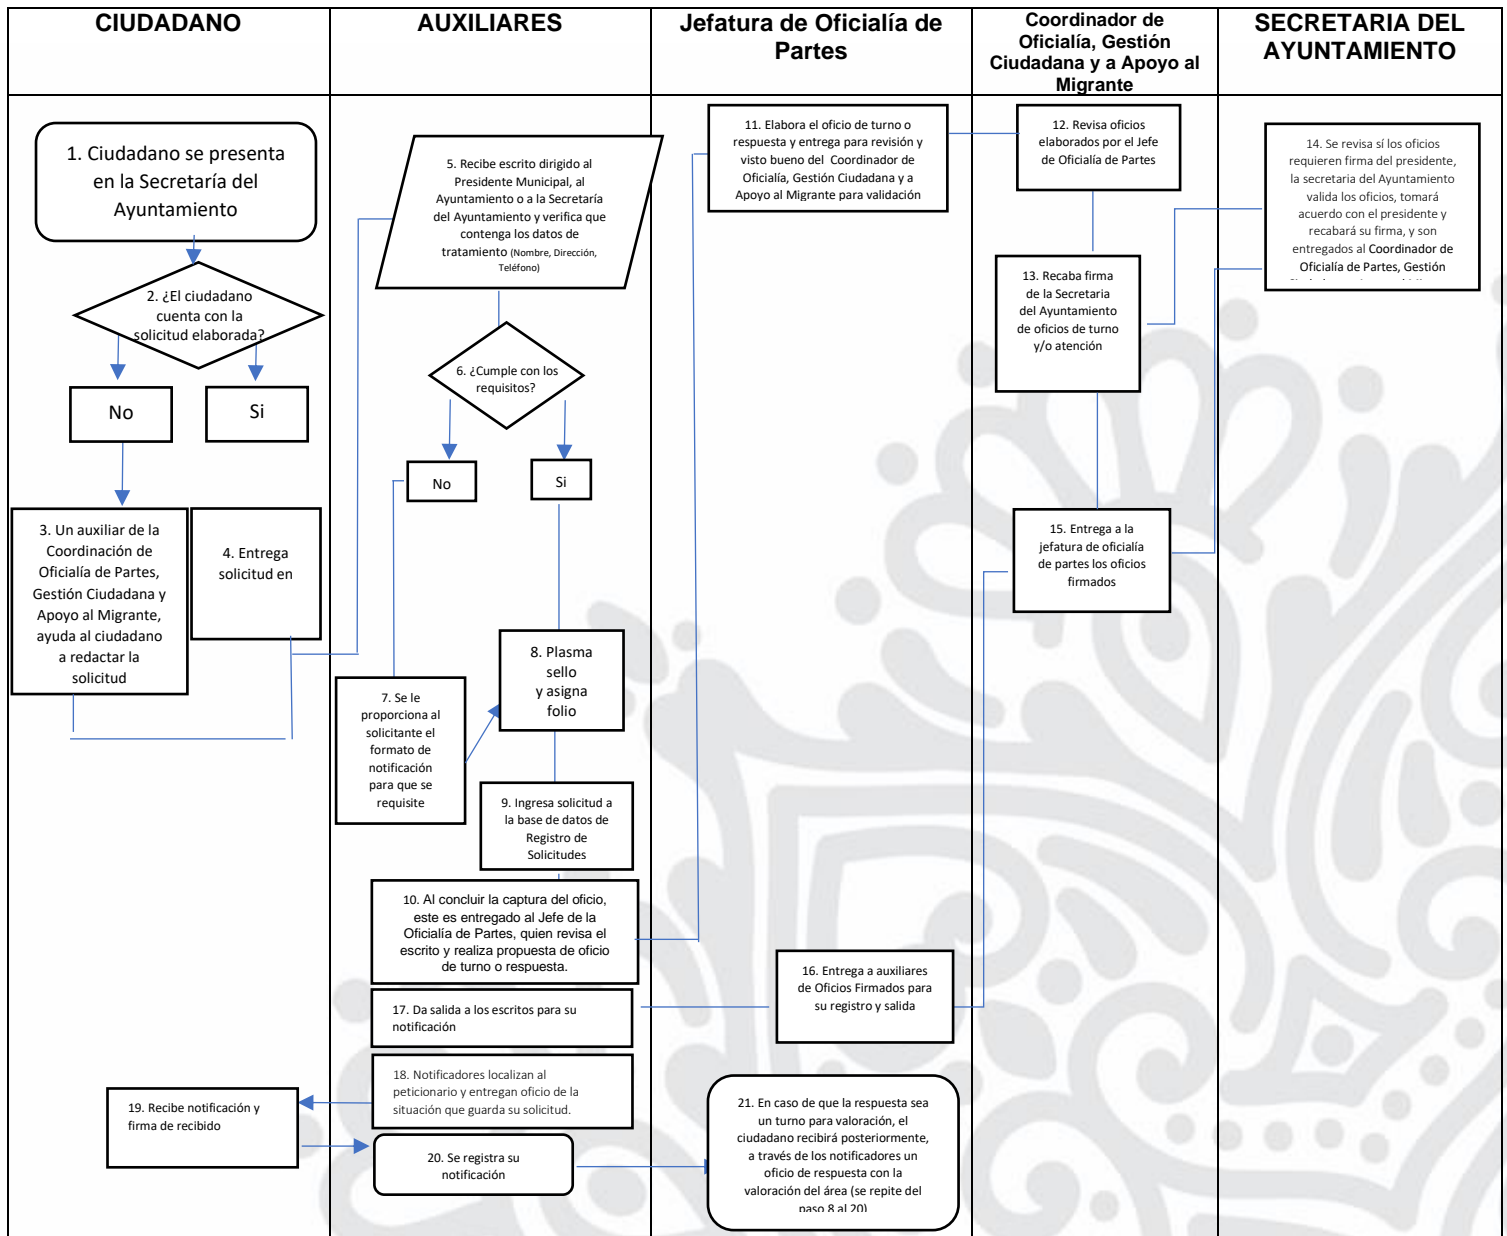 CIUDADANO
AUXILIARES
Jefatura de Oficialía de
Partes
Coordinador de
Oficialía, Gestión
Ciudadana y a Apoyo al
Migrante
SECRETARIA DEL
AYUNTAMIENTO
1. Ciudadano se presenta
en la Secretaría del
Ayuntamiento
2. ¿El ciudadano
cuenta con la
solicitud elaborada?
No
Si
3. Un auxiliar de la
Coordinación de
Oficialía de Partes,
Gestión Ciudadana y
Apoyo al Migrante,
ayuda al ciudadano
a redactar la
solicitud
4. Entrega
solicitud en
5. Recibe escrito dirigido al
Presidente Municipal, al
Ayuntamiento o a la Secretaría
del Ayuntamiento y verifica que
contenga los datos de
tratamiento (Nombre, Dirección,
Teléfono)
6. ¿Cumple con los
requisitos?
No
Si
7. Se le
proporciona al
solicitante el
formato de
notificación
para que se
requisite
8. Plasma
sello
y asigna
folio
9. Ingresa solicitud a
la base de datos de
Registro de
Solicitudes
10. Al concluir la captura del oficio,
este es entregado al Jefe de la
Oficialía de Partes, quien revisa el
escrito y realiza propuesta de oficio
de turno o respuesta.
11. Elabora el oficio de turno o
respuesta y entrega para revisión y
visto bueno del Coordinador de
Oficialía, Gestión Ciudadana y a
Apoyo al Migrante para validación
12. Revisa oficios
elaborados por el Jefe
de Oficialía de Partes
13. Recaba firma
de la Secretaria
del Ayuntamiento
de oficios de turno
y/o atención
14. Se revisa sí los oficios
requieren firma del presidente,
la secretaria del Ayuntamiento
valida los oficios, tomará
acuerdo con el presidente y
recabará su firma, y son
entregados al Coordinador de
Oficialía de Partes, Gestión
15. Entrega a la
jefatura de oficialía
de partes los oficios
firmados
16. Entrega a auxiliares
de Oficios Firmados para
su registro y salida
17. Da salida a los escritos para su
notificación
18. Notificadores localizan al
peticionario y entregan oficio de la
situación que guarda su solicitud.
19. Recibe notificación y
firma de recibido
20. Se registra su
notificación
21. En caso de que la respuesta sea
un turno para valoración, el
ciudadano recibirá posteriormente,
a través de los notificadores un
oficio de respuesta con la
valoración del área (se repite del
paso 8 al 20)